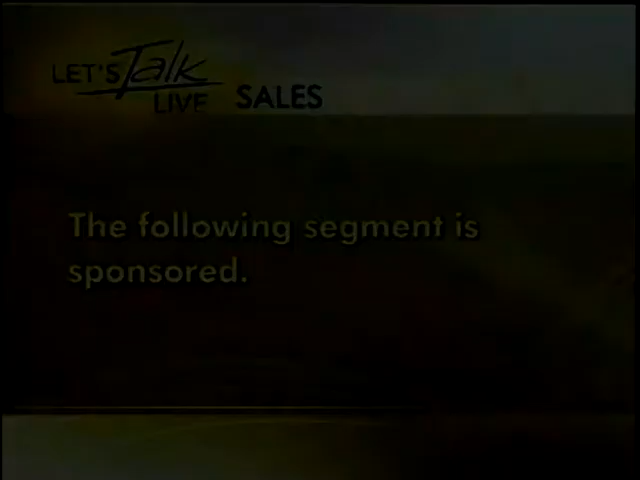 LET'S Talk
LIVE SALES
The following segment is
sponsored.